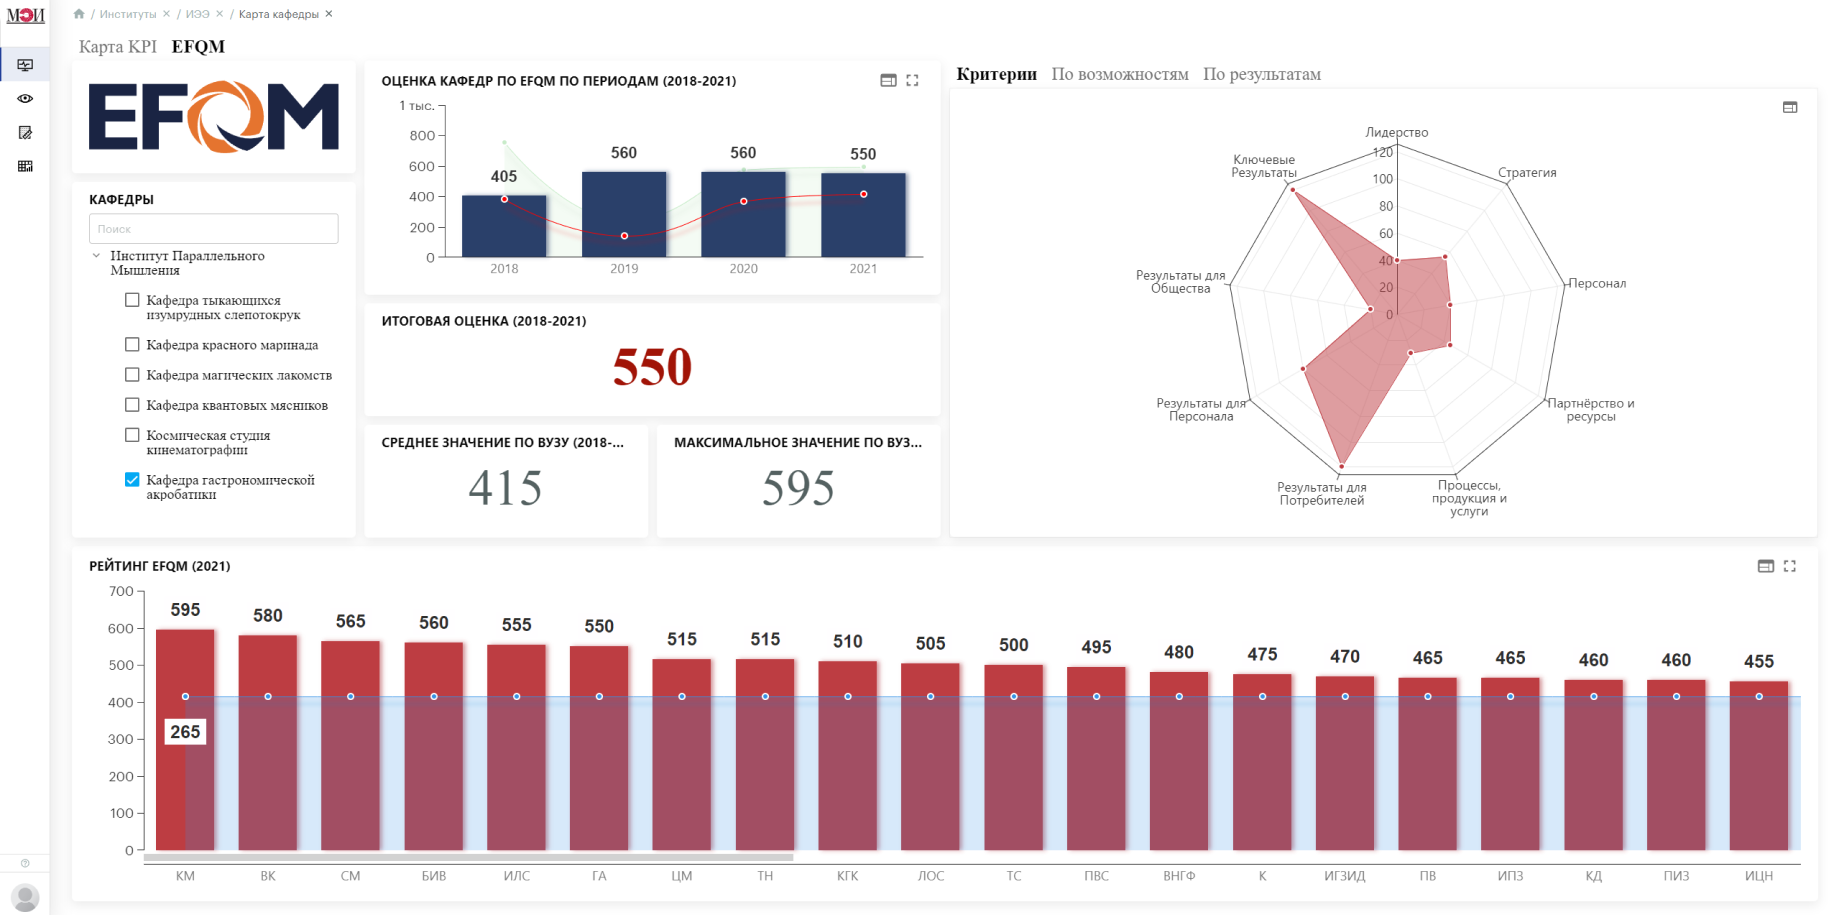 МЭИ
/ Институты × / ИЭЭ × / Карта кафедры ×
Карта KPI EFQM
EFQM
КАФЕДРЫ
Поиск
Институт Параллельного
Мышления
Кафедра тыкающихся
изумрудных слепотокрук
Кафедра красного маринада
Кафедра магических лакомств
Кафедра квантовых мясников
Космическая студия
кинематографии
Кафедра гастрономической
акробатики
ОЦЕНКА КАФЕДР ПО EFQM ПО ПЕРИОДАМ (2018-2021)
1 тыс.
800
600
400
200
0
405
560
560
550
2018
2019
2020
2021
ИТОГОВАЯ ОЦЕНКА (2018-2021)
550
СРЕДНЕЕ ЗНАЧЕНИЕ ПО ВУЗУ (2018-...
415
МАКСИМАЛЬНОЕ ЗНАЧЕНИЕ ПО ВУЗ...
595
Критерии По возможностям По результатам
Лидерство
Ключевые
Результаты
Стратегия
Результаты для
Общества
Персонал
Результаты для
Персонала
Партнёрство и
ресурсы
Результаты для
Потребителей
Процессы,
продукция и
услуги
120
100
80
60
40
20
0
РЕЙТИНГ EFQM (2021)
700
600
500
400
300
200
100
0
595
580
565
560
555
550
515
515
510
505
500
495
480
475
470
465
465
460
460
455
265
КМ
ВК
СМ
БИВ
ИЛС
ГА
ЦМ
ТН
КГК
ЛОС
ТС
ПВС
ВНГФ
К
ИГЗИД
ПВ
ИПЗ
КД
ПИЗ
ИЦН